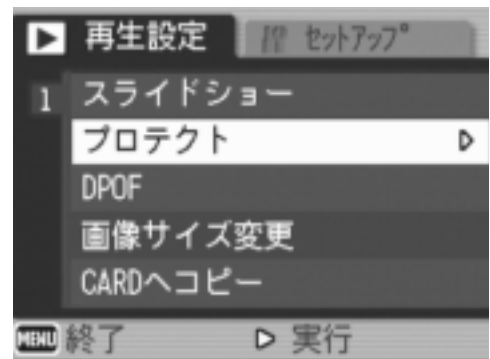 再生設定 セットアップ
1 スライドショー
プロテクト
DPOF
画像サイズ変更
CARDへコピー
MENU 終了 実行